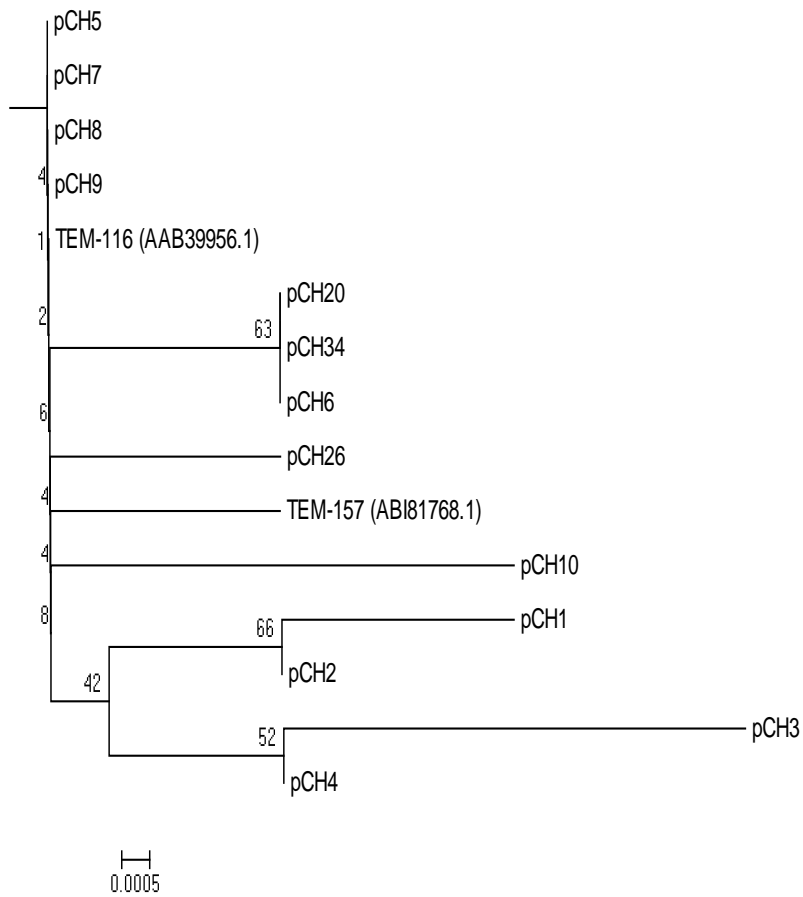 pCH5
pCH7
pCH8
4
pCH9
1
TEM-116 (AAB39956.1)
pCH20
2
63
pCH34
pCH6
6
pCH26
4
TEM-157 (ABI81768.1)
4
pCH10
8
pCH1
66
pCH2
42
pCH3
52
pCH4
0.0005